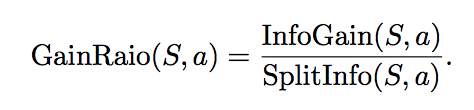 GainRaio(S, a) = InfoGain(S, a) / SplitInfo(S, a) .